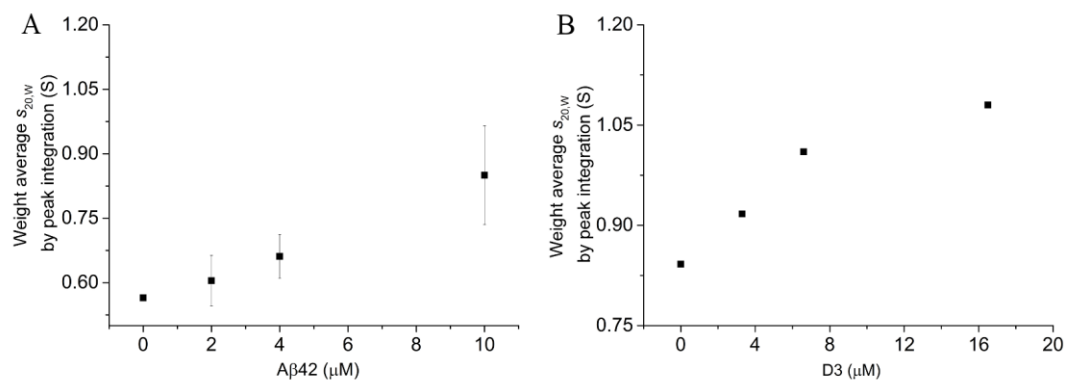 A
Weight average s20,W
by peak integration (S)
1.20
1.05
0.90
0.75
0.60
0
2
4
6
8
10
Aβ42 (μM)
B
Weight average s20,W
by peak integration (S)
1.20
1.05
0.90
0.75
0
4
8
12
16
20
D3 (μM)